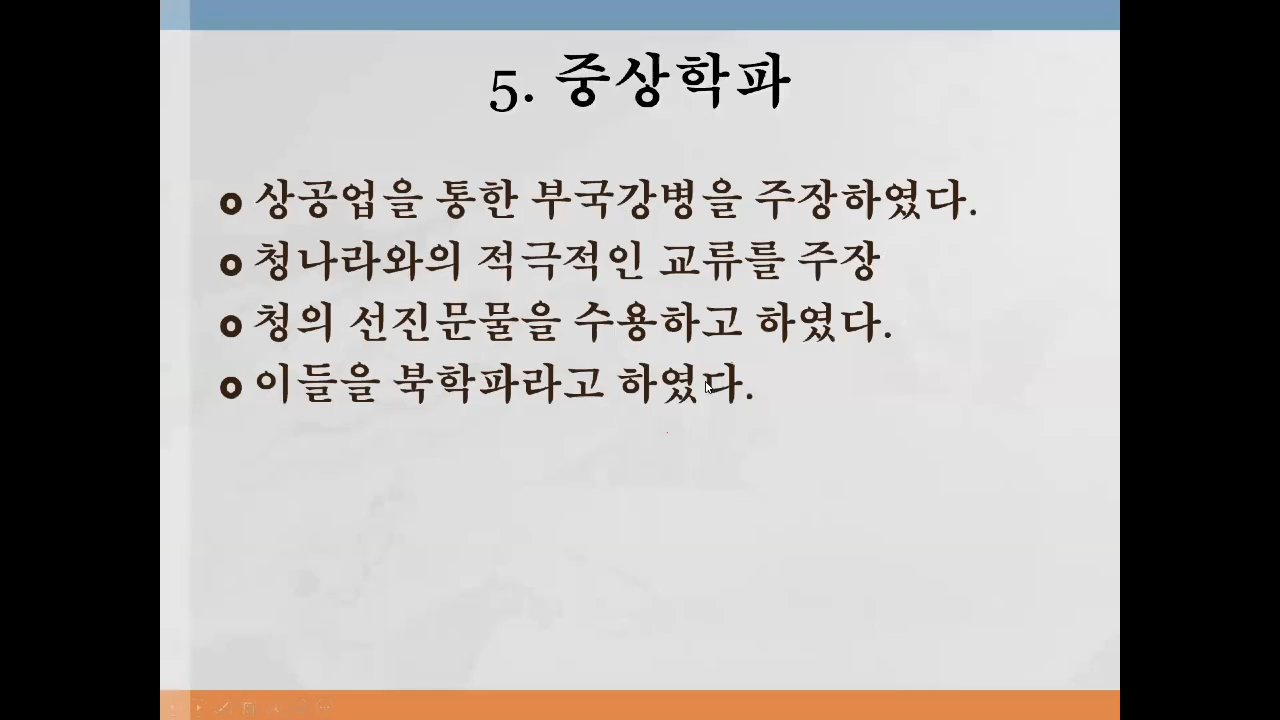 5. 중상학파
상공업을 통한 부국강병을 주장하였다.
청나라와의 적극적인 교류를 주장
청의 선진문물을 수용하고 하였다.
이들을 북학파라고 하였다.